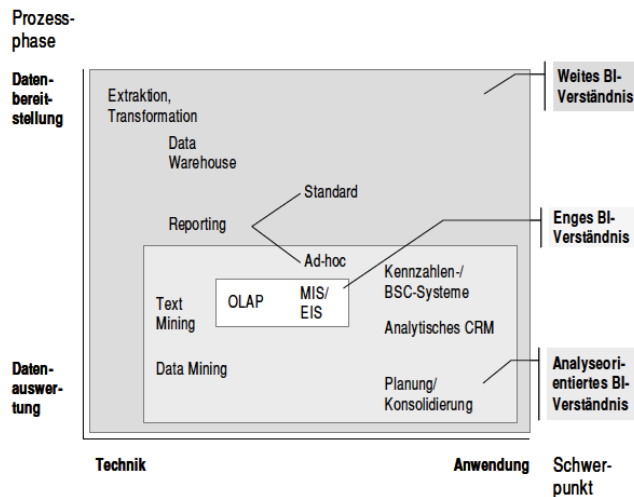 Prozess-
phase
Daten-
bereit-
stellung
Extraktion,
Transformation
Data
Warehouse
Reporting
Standard
Ad-hoc
Text
Mining
OLAP
MIS/
EIS
Kennzahlen-/
BSC-Systeme
Analytisches CRM
Data Mining
Planung/
Konsolidierung
Weites BI-
Verständnis
Enges BI-
Verständnis
Analyseori-
entiertes BI-
Verständnis
Daten-
auswer-
tung
Technik
Anwendung
Schwer-
punkt